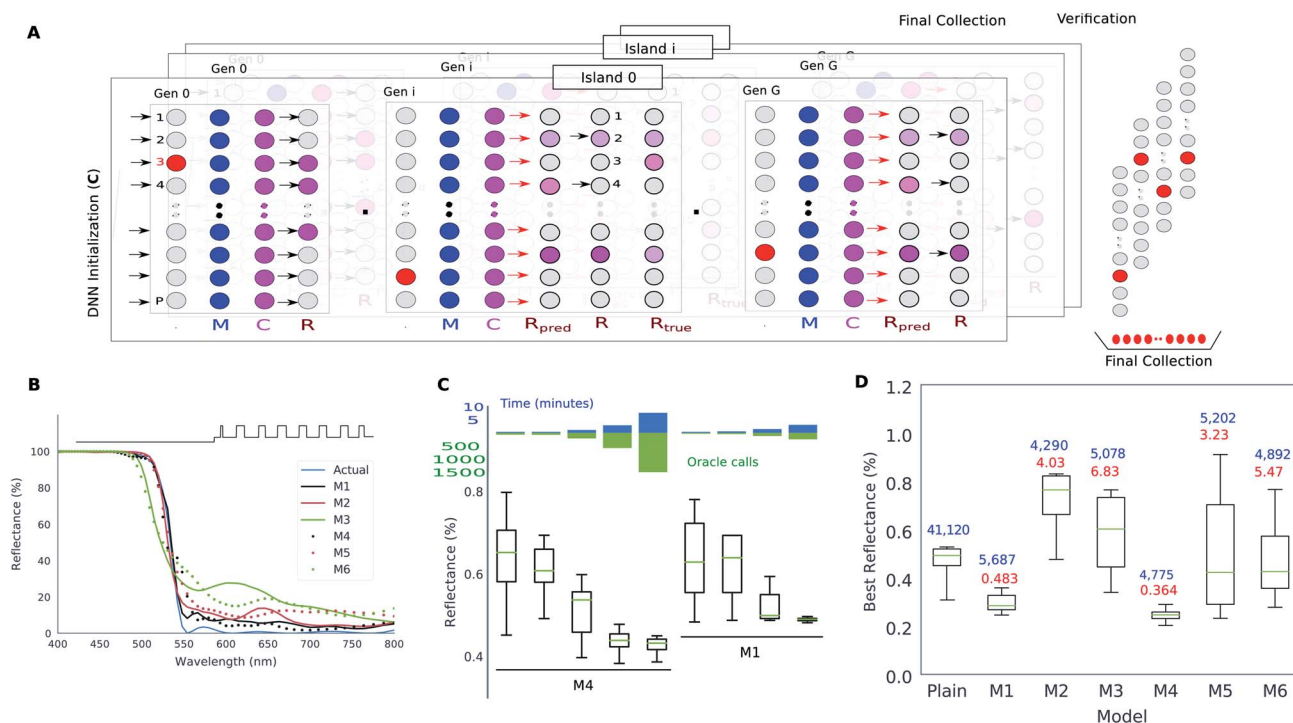 A
Final Collection
Verification
Island i
Island 0
Gen 0
Gen i
Gen G
Gen 0
Gen i
Gen G
DNN Initialization (C)
1
2
3
4
P
1
2
3
4
M C R
M C Rpred R Rtrue
M C Rpred R
R
Rtrue
R
Final Collection
B
Reflectance (%)
100
80
60
40
20
0
400 450 500 550 600 650 700 750 800
Wavelength (nm)
Actual
M1
M2
M3
M4
M5
M6
C
10
5
Time (minutes)
500
1000
1500
Oracle calls
Reflectance (%)
0.8
0.6
0.4
M4
M1
D
Best Reflectance (%)
1.2
1.0
0.8
0.6
0.4
0.2
0.0
41,120
5,687
0.483
4,290
4.03
5,078
6.83
4,775
0.364
5,202
3.23
4,892
5.47
Plain M1 M2 M3 M4 M5 M6
Model